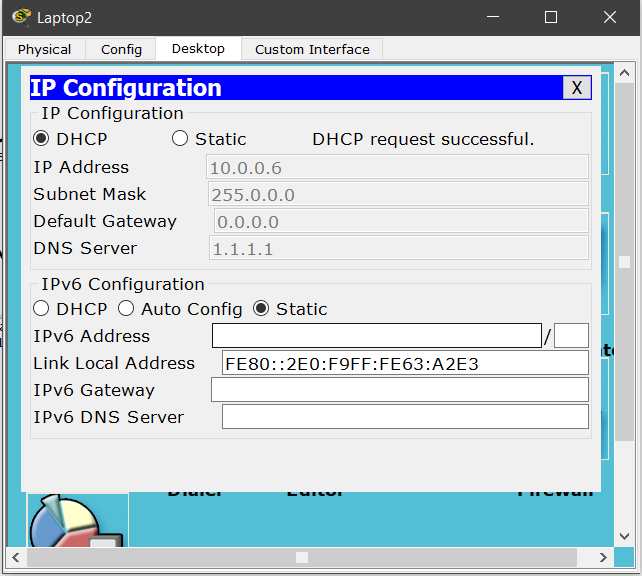 Laptop2
Physical Config Desktop Custom Interface
IP Configuration X
IP Configuration
DHCP Static DHCP request successful.
IP Address 10.0.0.6
Subnet Mask 255.0.0.0
Default Gateway 0.0.0.0
DNS Server 1.1.1.1
IPv6 Configuration
DHCP Auto Config Static
IPv6 Address /
Link Local Address FE80::2E0:F9FF:FE63:A2E3
IPv6 Gateway
IPv6 DNS Server
Dialer Editor Firewall